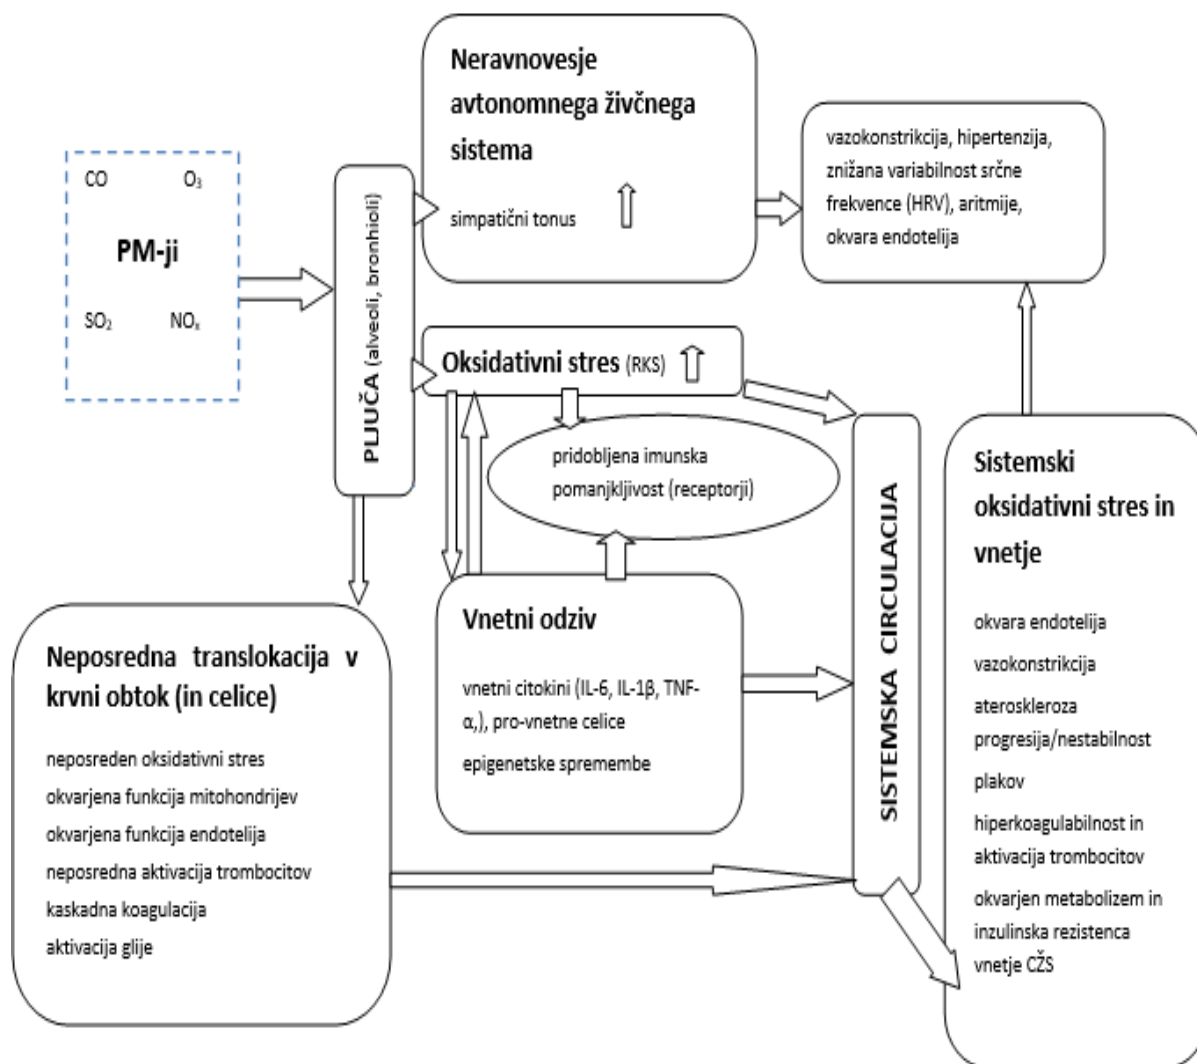 CO O₃
PM-ji
SO₂ NOₓ
PLJUČA (alveoli, bronhioli)
Neravnovesje
avtonomnega živčnega
sistema
simpatični tonus
vazokonstrikcija, hipertenzija,
znižana variabilnost srčne
frekvence (HRV), aritmije,
okvara endotelija
Oksidativni stres (RKS)
pridobljena imunska
pomanjkljivost (receptorji)
Vnetni odziv
vnetni citokini (IL-6, IL-1β, TNF-
α,), pro-vnetne celice
epigenetske spremembe
Neposredna translokacija v
krvni obtok (in celice)
neposreden oksidativni stres
okvarjena funkcija mitohondrijev
okvarjena funkcija endotelija
neposredna aktivacija trombocitov
kaskadna koagulacija
aktivacija glije
SISTEMSKA CIRCULACIJA
Sistemski
oksidativni stres in
vnetje
okvara endotelija
vazokonstrikcija
ateroskleroza
progresija/nestabilnost
plakov
hiperkoagulabilnost in
aktivacija trombocitov
okvarjen metabolizem in
inzulinska rezistenca
vnetje CŽS